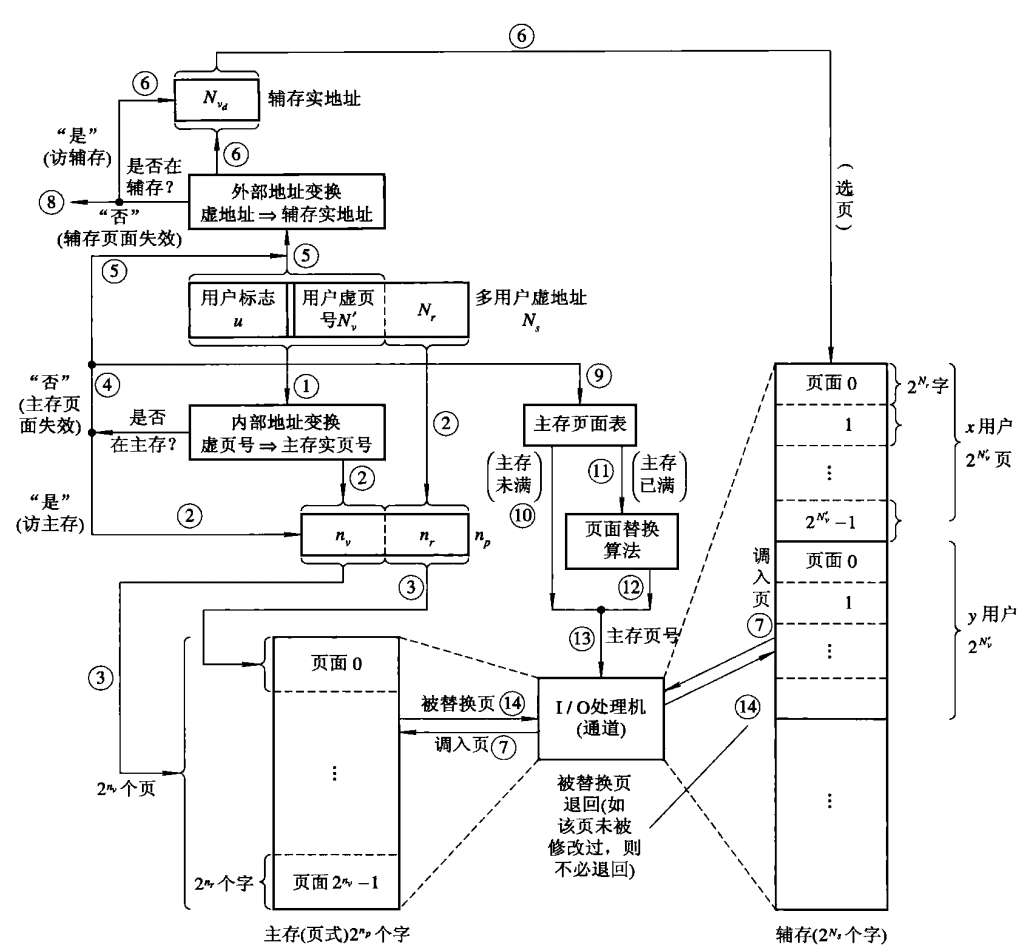 ⑥
⑥
N_{v_d}
辅存实地址
“是”
(访辅存)
是否在
辅存？
⑥
⑧
“否”
(辅存页面失效)
外部地址变换
虚地址⇒辅存实地址
(选页)
⑤
⑤
用户标志
u
用户虚页
号N′_v
N_r
多用户虚地址
N_s
“否”
(主存页
面失效)
④
①
⑨
是否
在主存？
内部地址变换
虚页号⇒主存实页号
②
主存页面表
②
(主存
未满)
⑩
⑪
(主存
已满)
“是”
(访主存)
②
n_v
n_r
n_p
页面替换
算法
③
⑫
③
⑬
主存页号
页面 0
被替换页⑭
调入页⑦
I / O处理机
(通道)
⋮
2^{n_v}个页
2^{n_r}个字
页面 2^{n_v}−1
主存(页式)2^{n_p}个字
被替换页
退回(如
该页未被
修改过，则
不必退回)
调
入
页
⑦
⑭
页面 0
2^{N_r}字
1
⋮
2^{N′_v}−1
x 用户
2^{N′_v}页
页面 0
1
⋮
y 用户
2^{N′_v}
⋮
辅存(2^{N_s}个字)